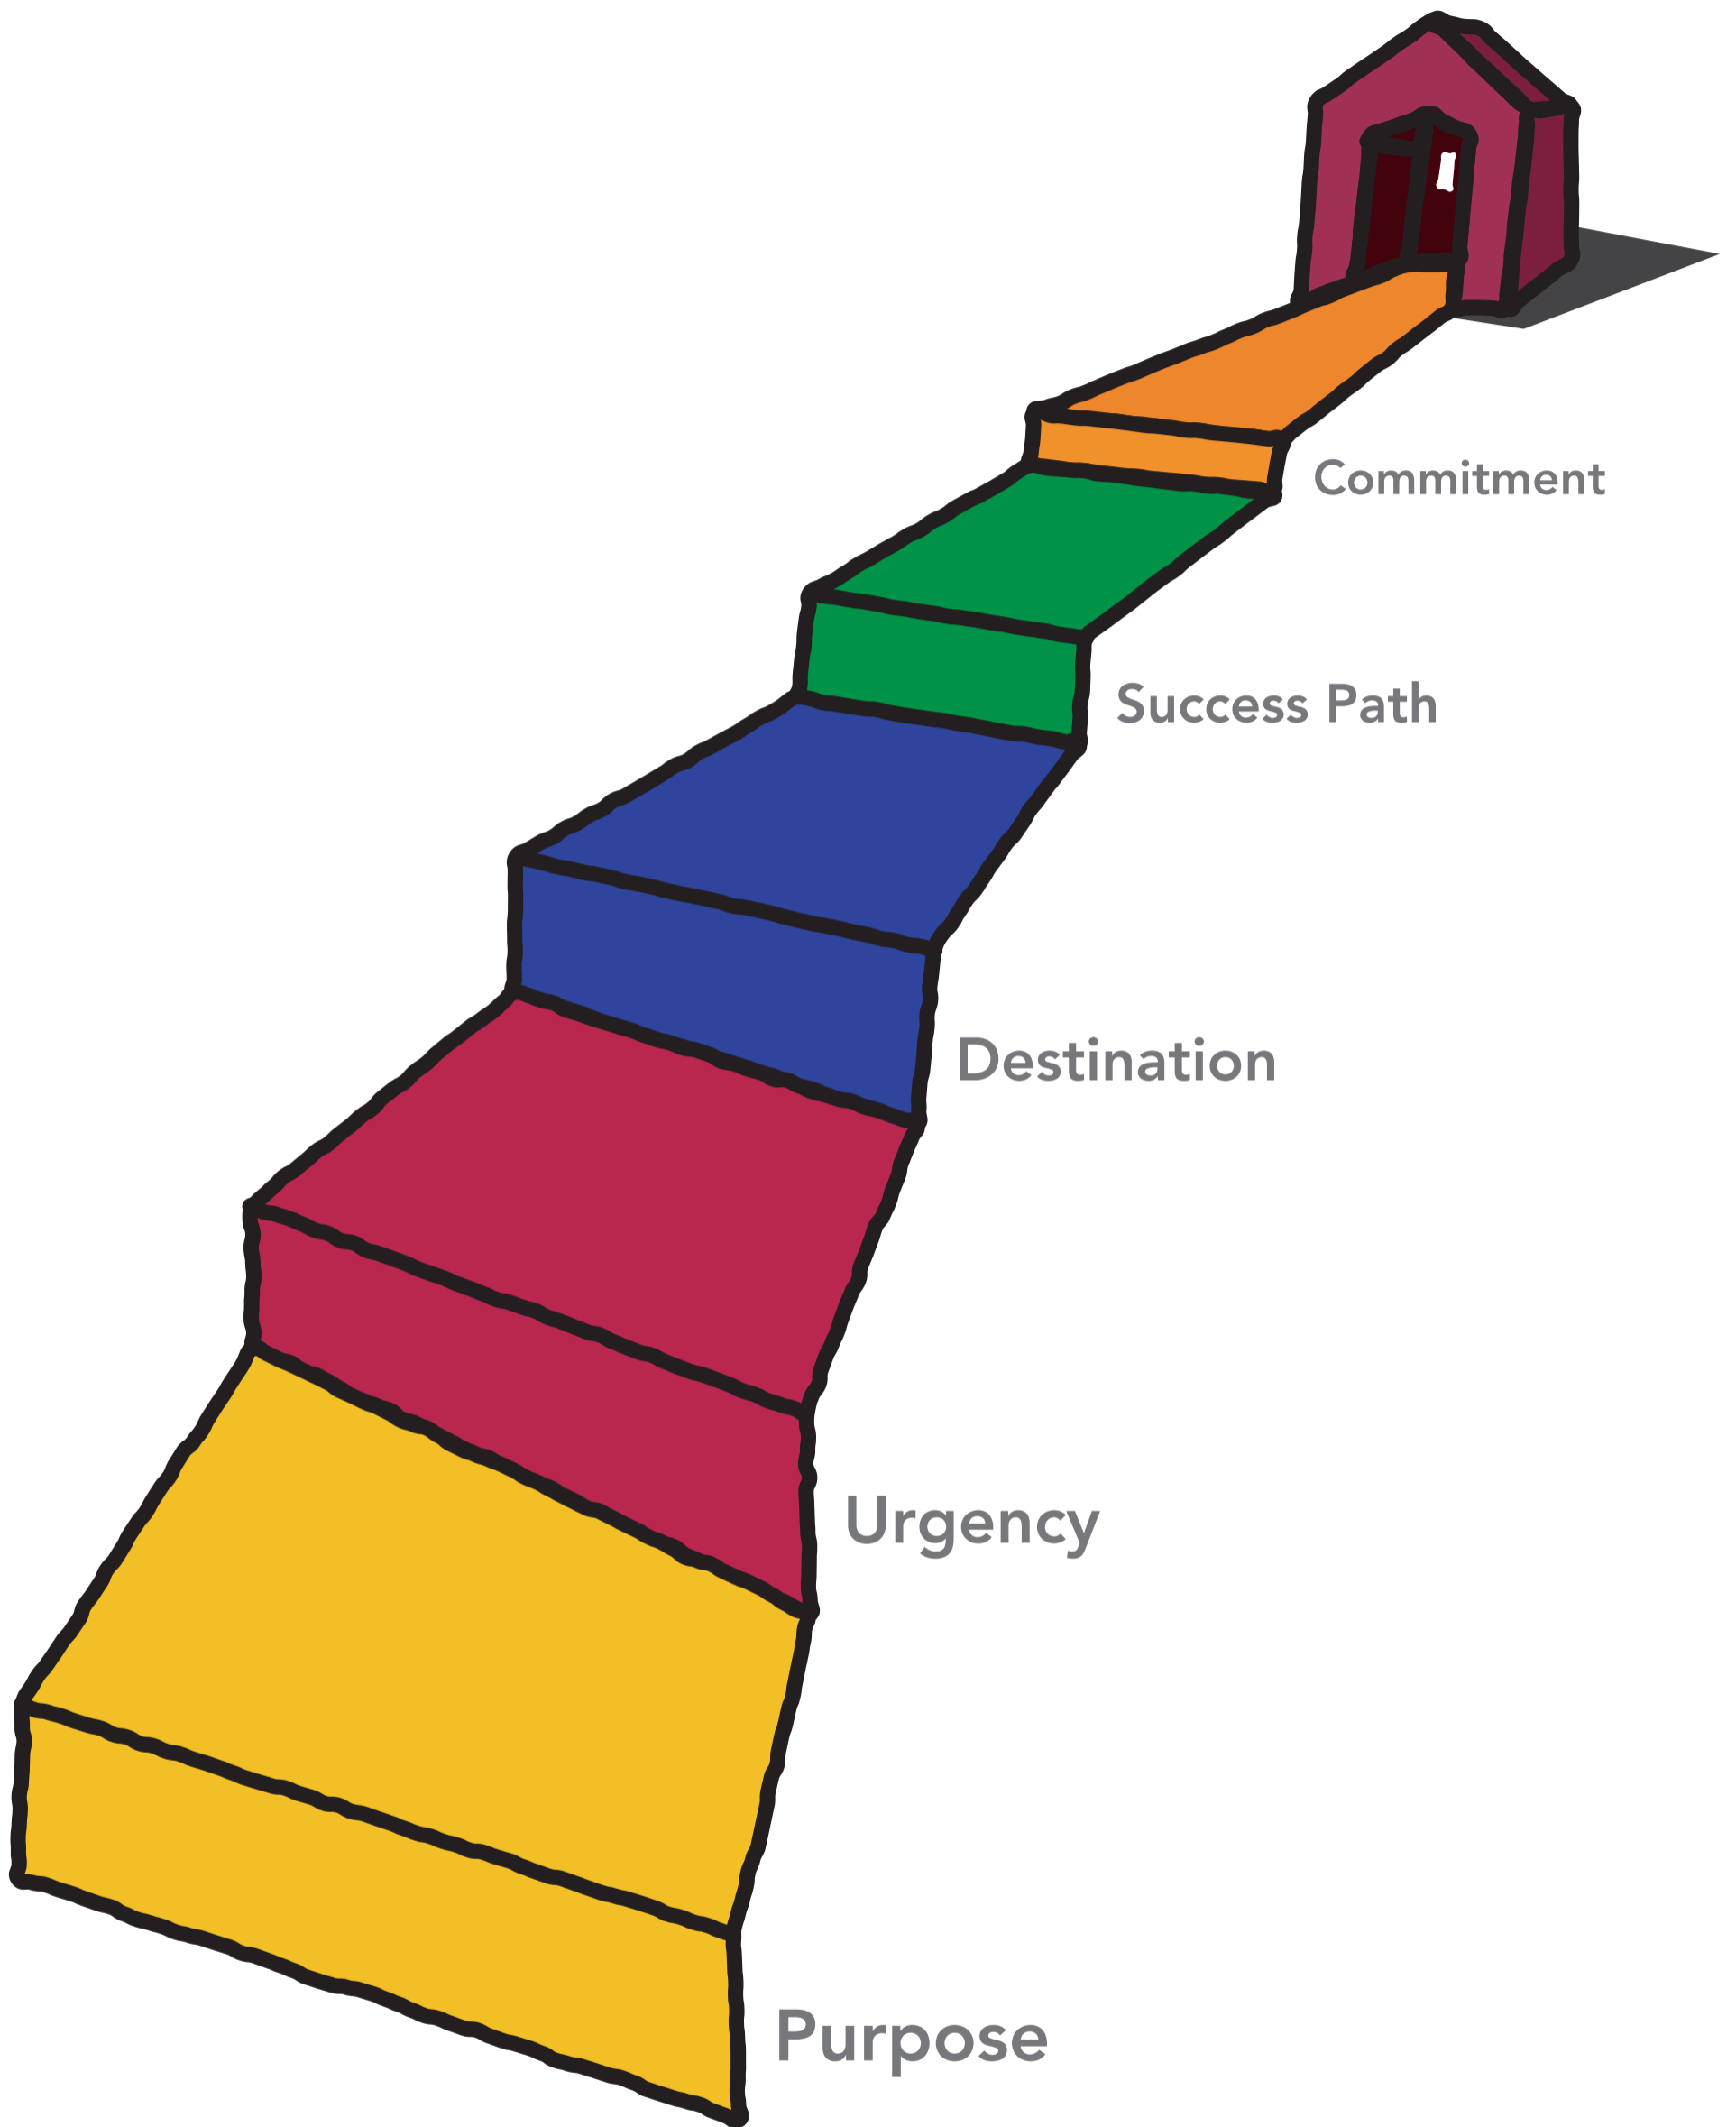 Commitment
Success Path
Destination
Urgency
Purpose